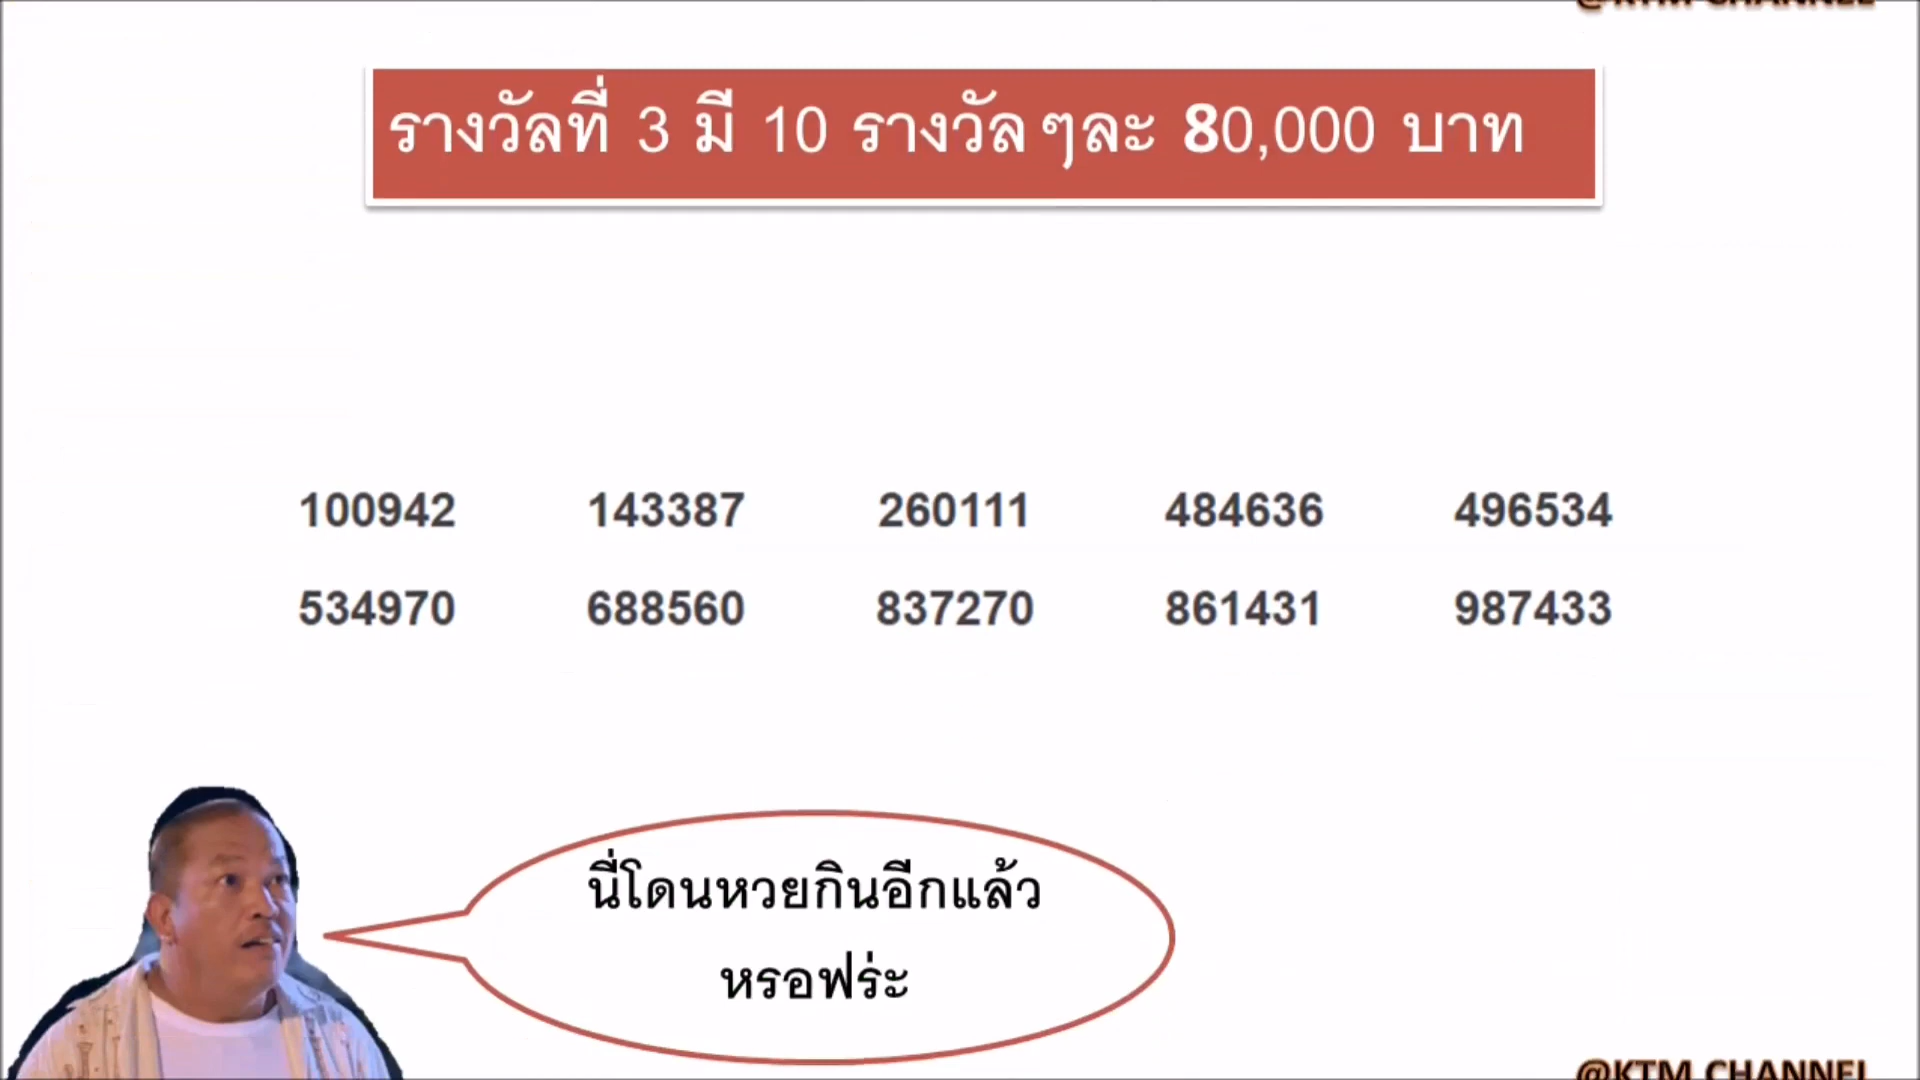 @KTM CHANNEL
รางวัลที่ 3 มี 10 รางวัลๆละ 80,000 บาท
100942 143387 260111 484636 496534
534970 688560 837270 861431 987433
นี่โดนหวยกินอีกแล้ว
หรอฟร่ะ
@KTM CHANNEL